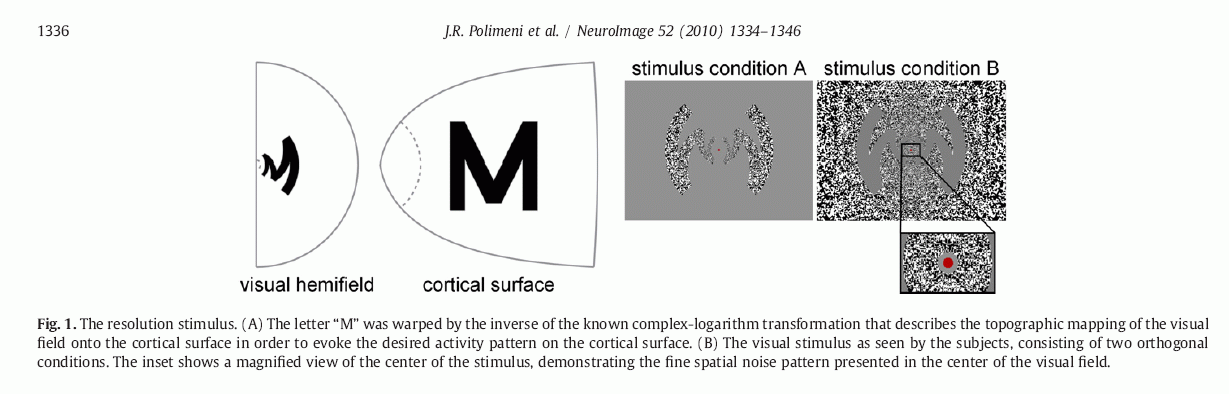 1336
J.R. Polimeni et al. / NeuroImage 52 (2010) 1334–1346
stimulus condition A
stimulus condition B
M
M
visual hemifield
cortical surface
Fig. 1. The resolution stimulus. (A) The letter “M” was warped by the inverse of the known complex-logarithm transformation that describes the topographic mapping of the visual
field onto the cortical surface in order to evoke the desired activity pattern on the cortical surface. (B) The visual stimulus as seen by the subjects, consisting of two orthogonal
conditions. The inset shows a magnified view of the center of the stimulus, demonstrating the fine spatial noise pattern presented in the center of the visual field.